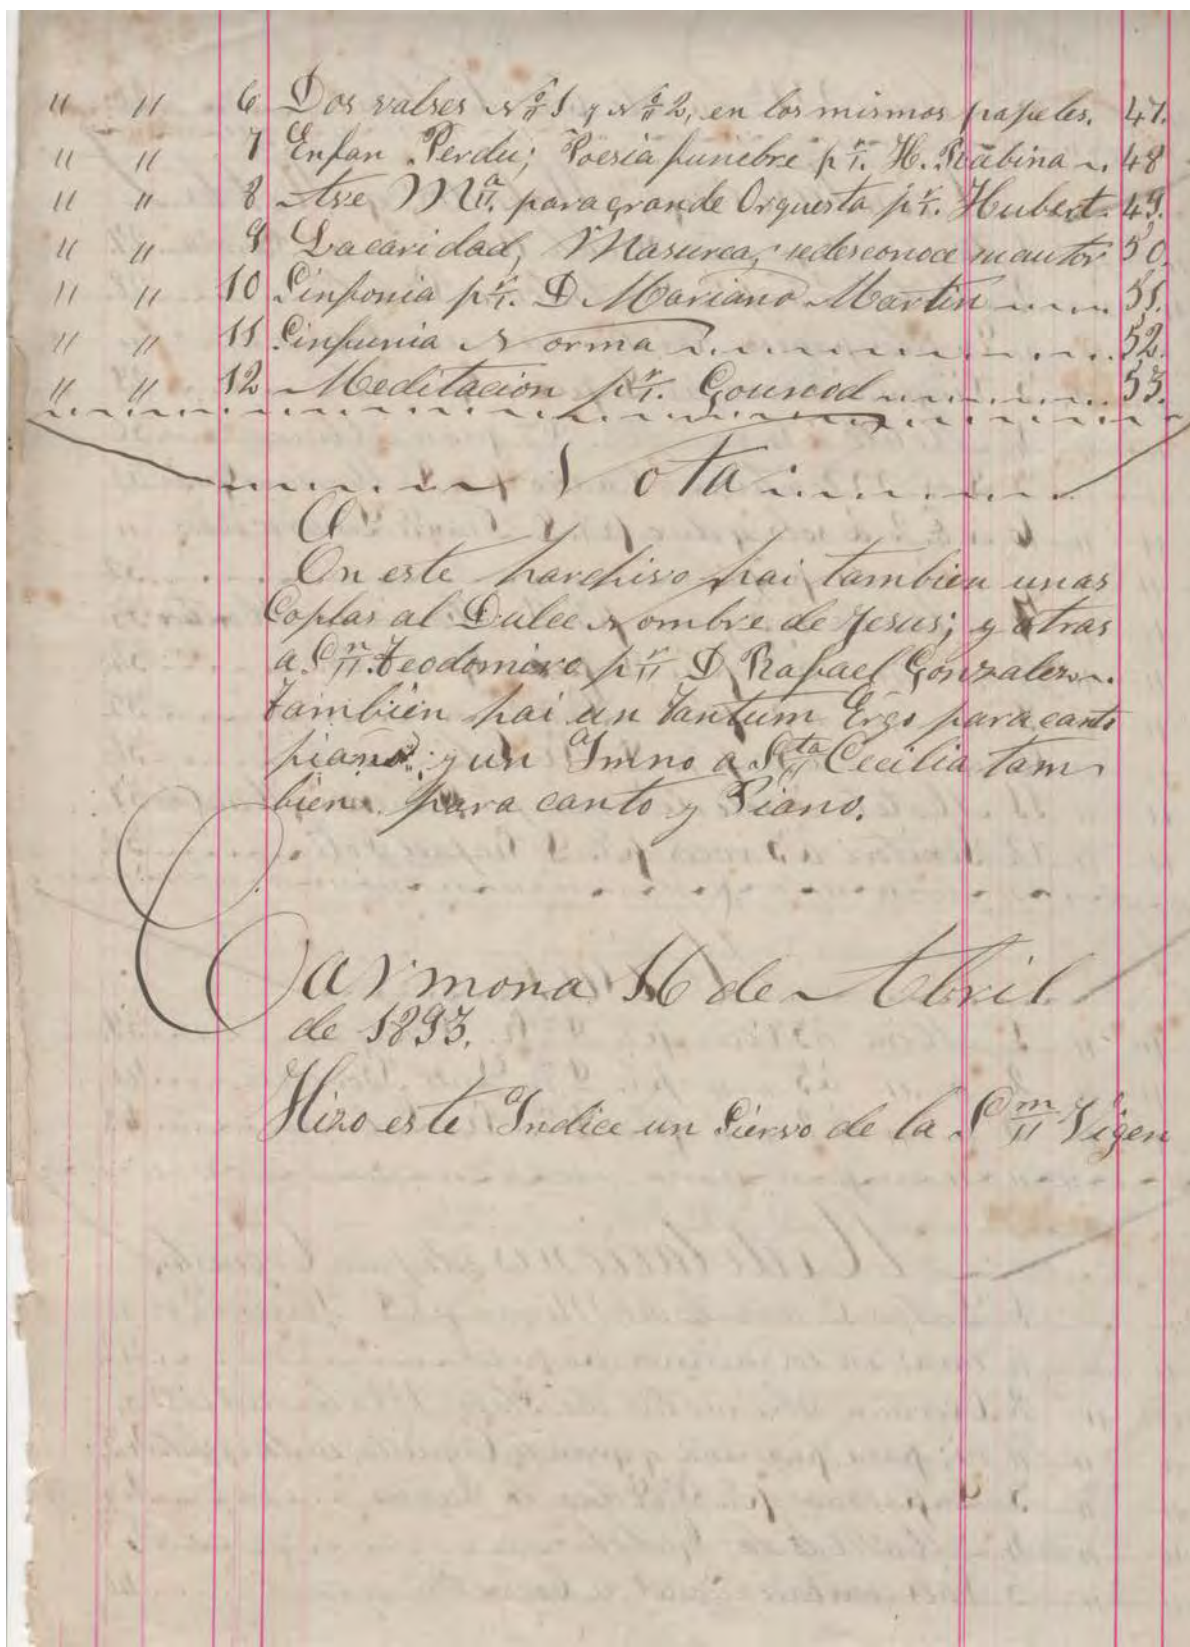 " " 6 Dos valses Nº 1 y Nº 2, en los mismos papeles. 47.
" " 7 Enfan Perdu; Poesia funebre pr. H. Rabina 48
" " 8 Ave Mª. para grande Orquesta pr. Hubert. 49.
" " 9 La caridad, Masurca, se desconoce su autor 50.
" " 10 Sinfonia pr. D Mariano Martin 51.
" " 11 Sinfunia Norma 52.
" " 12 Meditacion pr. Gounod 53.
Nota
En este harchivo hai tambien unas
Coplas al Dulce Nombre de Jesus; y otras
a Sn Teodomiro pr D Rafael Gonzalez.
tambien hai un Tantum Ergo para canto
piano; y un Imno a Sta Cecilia tam
bien para canto y Piano.
Carmona 16 de Abril
de 1893.
Hizo este Indice un Siervo de la Sm Vigen